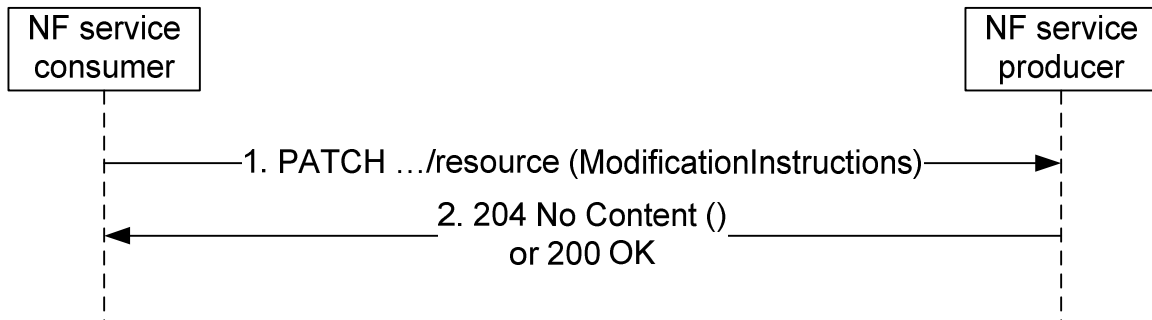 NF service
consumer
NF service
producer
1. PATCH …/resource (ModificationInstructions)
2. 204 No Content ()
or 200 OK